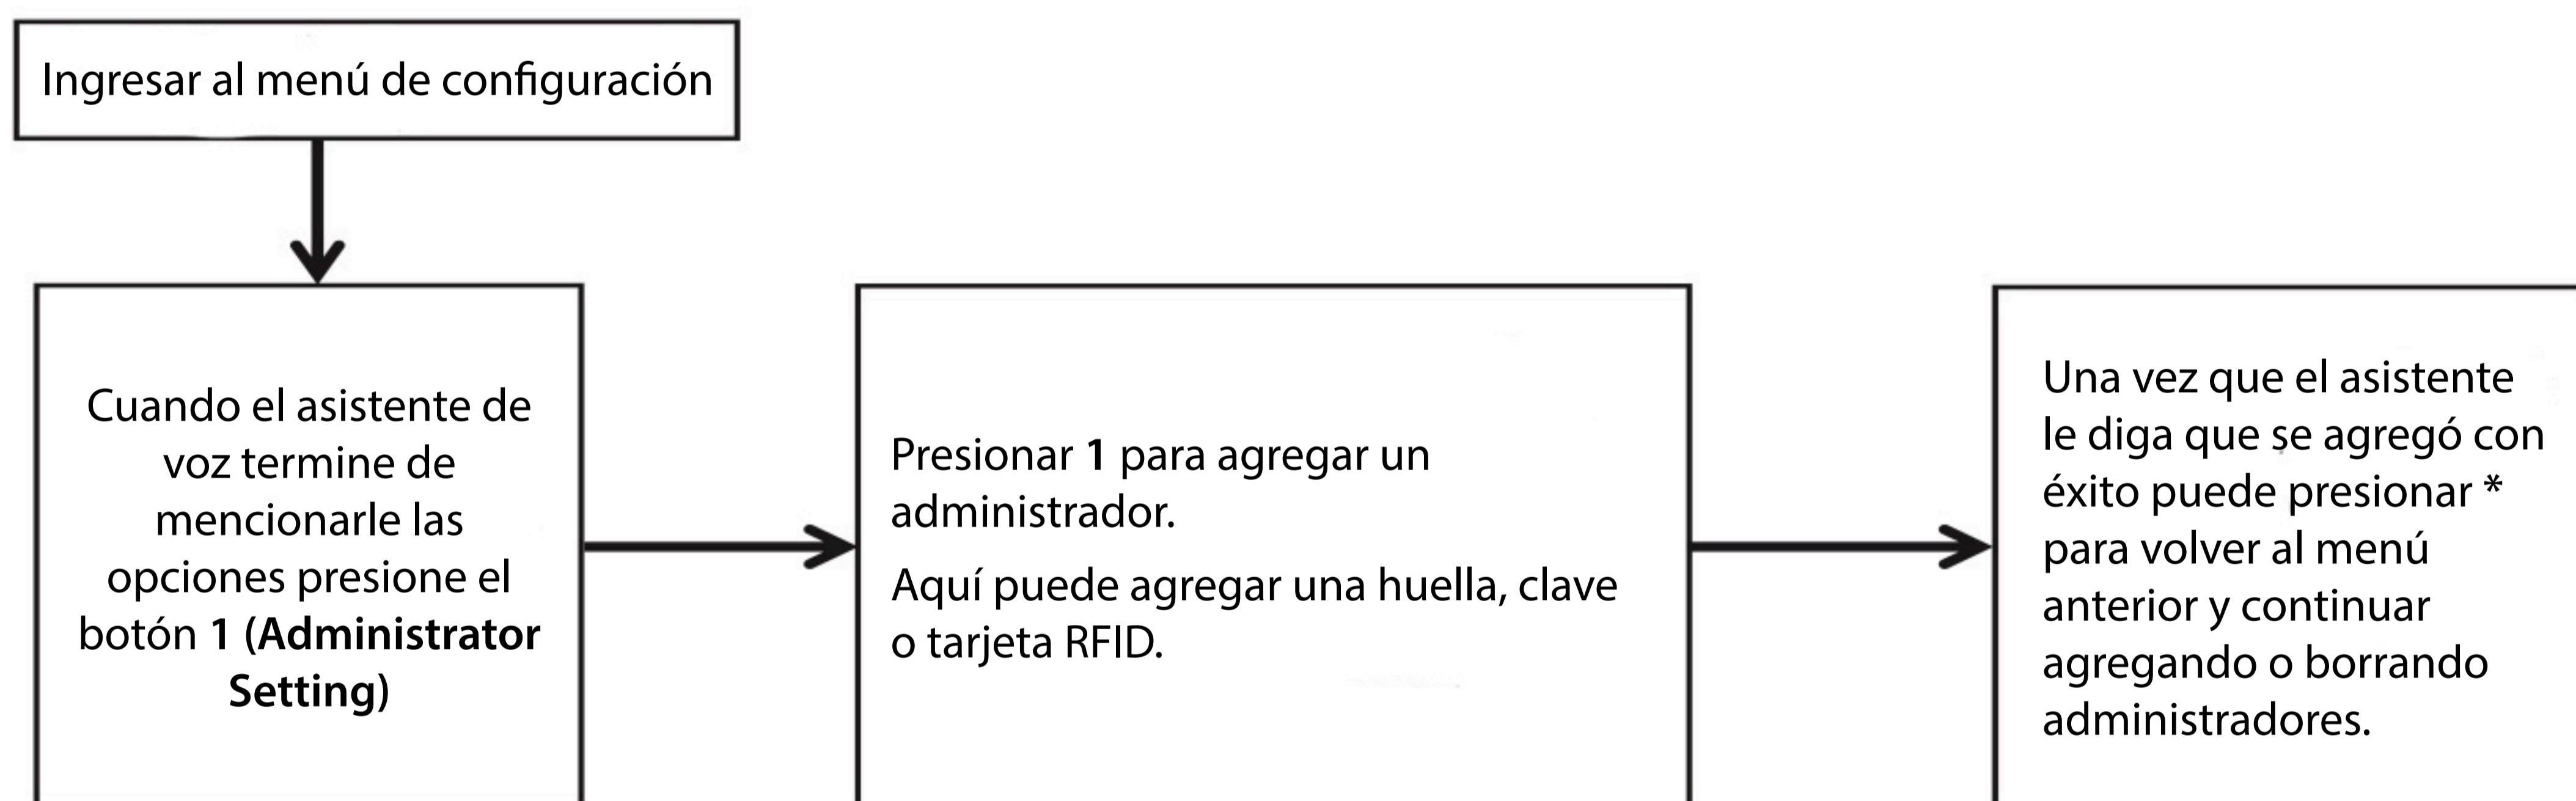 Ingresar al menú de configuración
Cuando el asistente de
voz termine de
mencionarle las
opciones presione el
botón 1 (Administrator
Setting)
Presionar 1 para agregar un
administrador.
Aquí puede agregar una huella, clave
o tarjeta RFID.
Una vez que el asistente
le diga que se agregó con
éxito puede presionar *
para volver al menú
anterior y continuar
agregando o borrando
administradores.